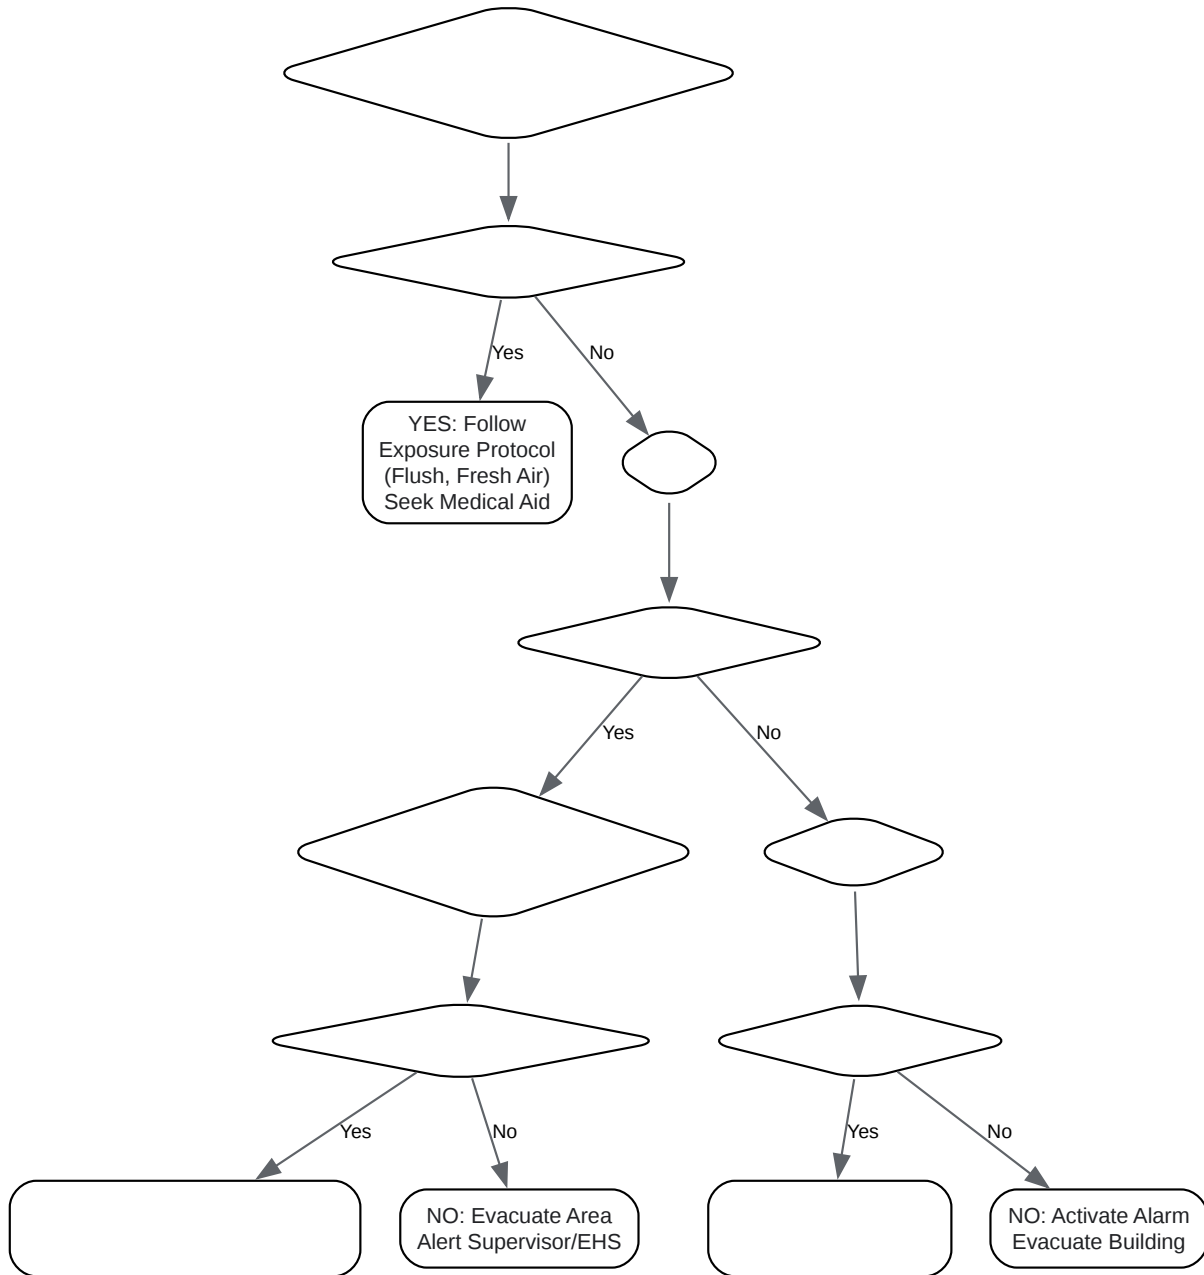 Yes
No
YES: Follow
Exposure Protocol
(Flush, Fresh Air)
Seek Medical Aid
Yes
No
Yes
No
Yes
No
NO: Evacuate Area
Alert Supervisor/EHS
NO: Activate Alarm
Evacuate Building